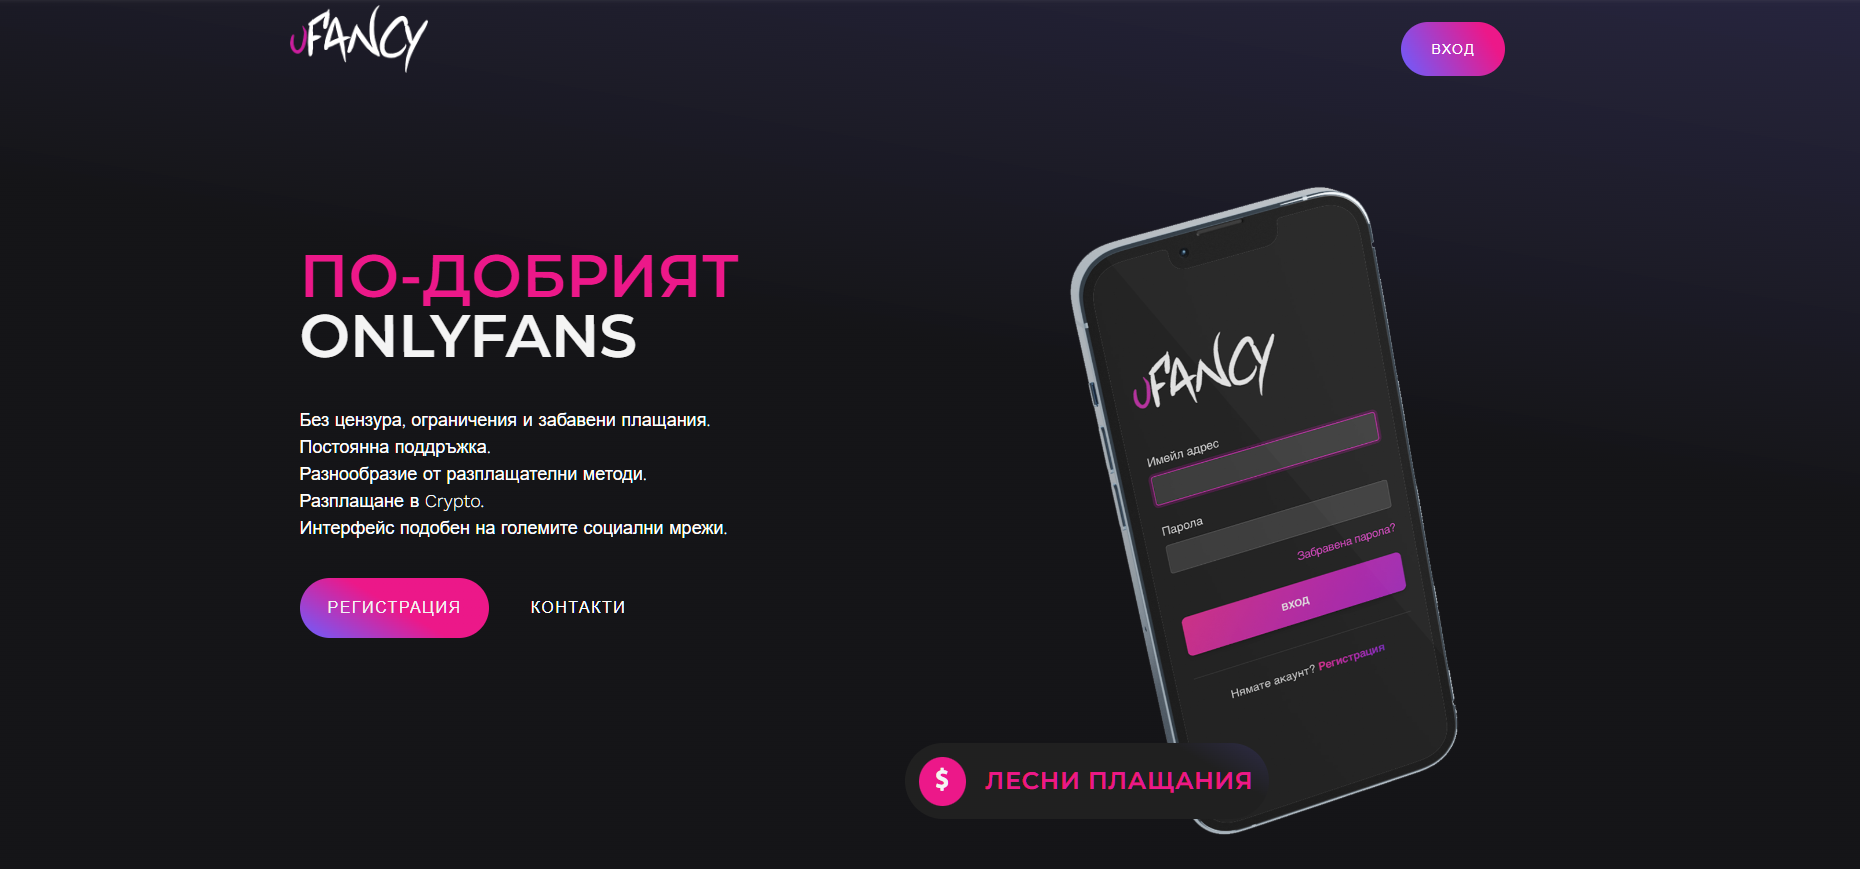 UFANCY
ВХОД
ПО-ДОБРИЯТ
ONLYFANS
Без цензура, ограничения и забавени плащания.
Постоянна поддръжка.
Разнообразие от разплащателни методи.
Разплащане в Crypto.
Интерфейс подобен на големите социални мрежи.
РЕГИСТРАЦИЯ
КОНТАКТИ
UFANCY
Имейл адрес
Парола
Забравена парола?
ВХОД
Нямате акаунт? Регистрация
$ ЛЕСНИ ПЛАЩАНИЯ